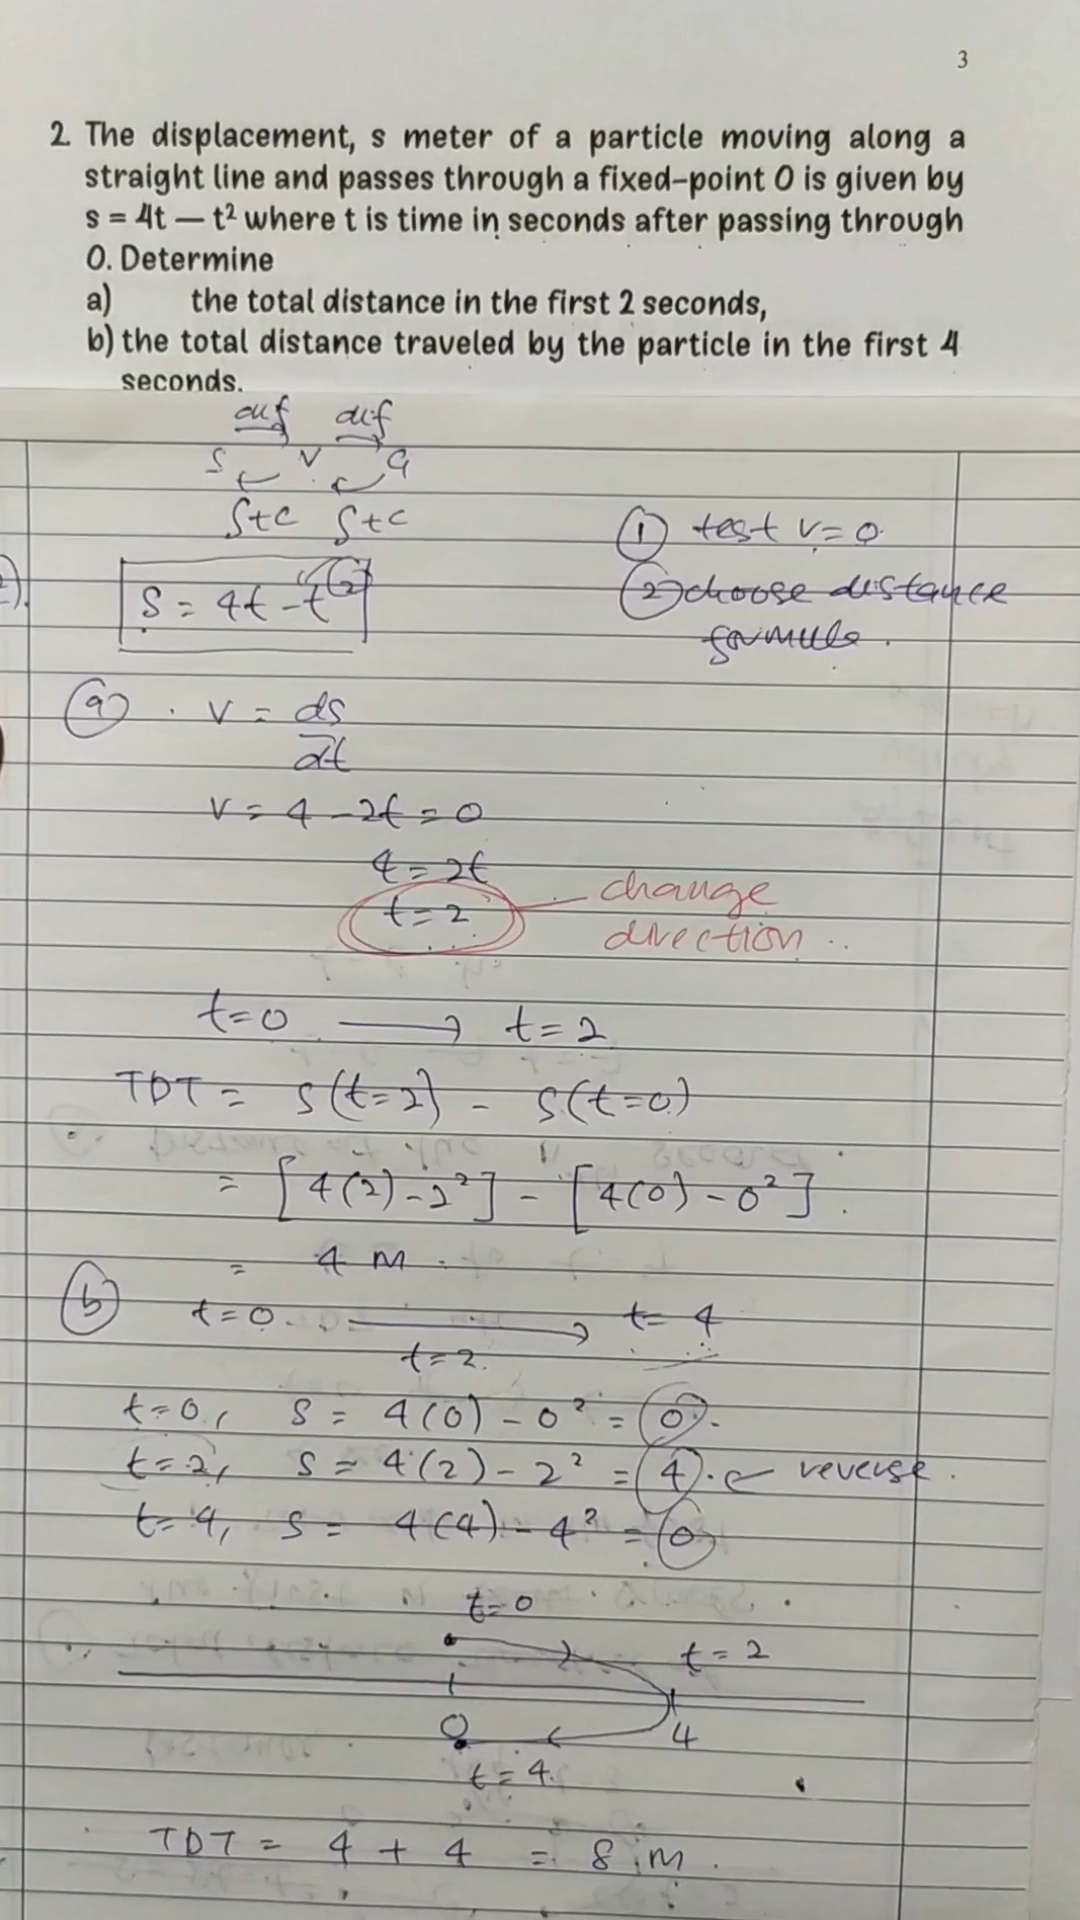 3
2. The displacement, s meter of a particle moving along a
straight line and passes through a fixed-point O is given by
s = 4t — t² where t is time in seconds after passing through
O. Determine
a) the total distance in the first 2 seconds,
b) the total distance traveled by the particle in the first 4
seconds.
dif dif
S V a
∫+c ∫+c
① test v=0
② choose distance
formula.
2). S = 4t - t²
ⓐ v = ds/dt
v = 4 - 2t = 0
4 = 2t
t = 2 change
direction
t=0 → t=2
TDT = s(t=2) - s(t=0)
= [4(2) - 2²] - [4(0) - 0²].
= 4 m.
ⓑ t=0. → t= 4
t=2.
t=0, S = 4(0) - 0² = 0.
t=2, S = 4(2) - 2² = 4. ← reverse.
t=4, S = 4(4) - 4² = 0
t=0
t=2
O 4
t=4.
TDT = 4 + 4 = 8 m.